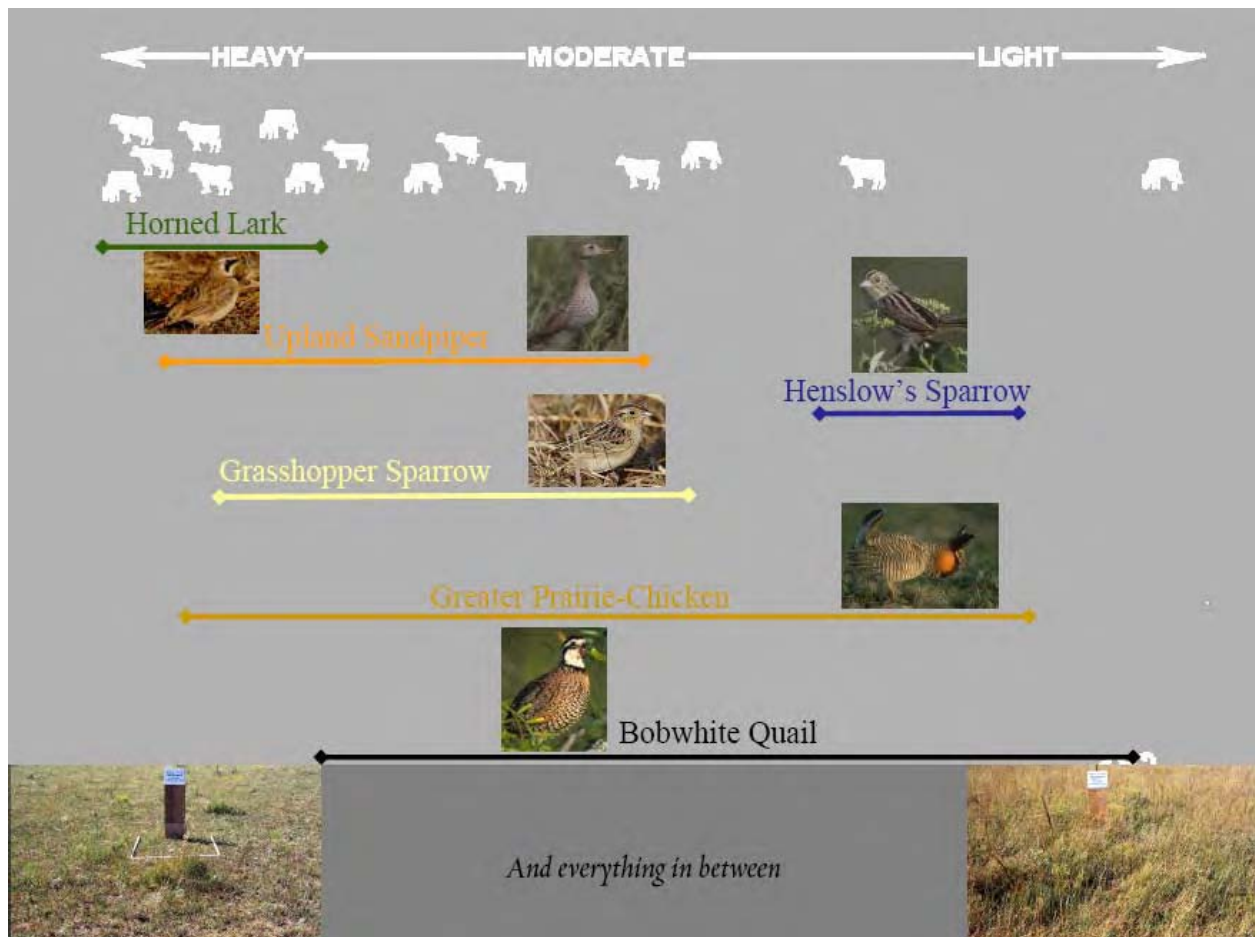 HEAVY MODERATE LIGHT
Horned Lark
Upland Sandpiper
Henslow's Sparrow
Grasshopper Sparrow
Greater Prairie-Chicken
Bobwhite Quail
And everything in between